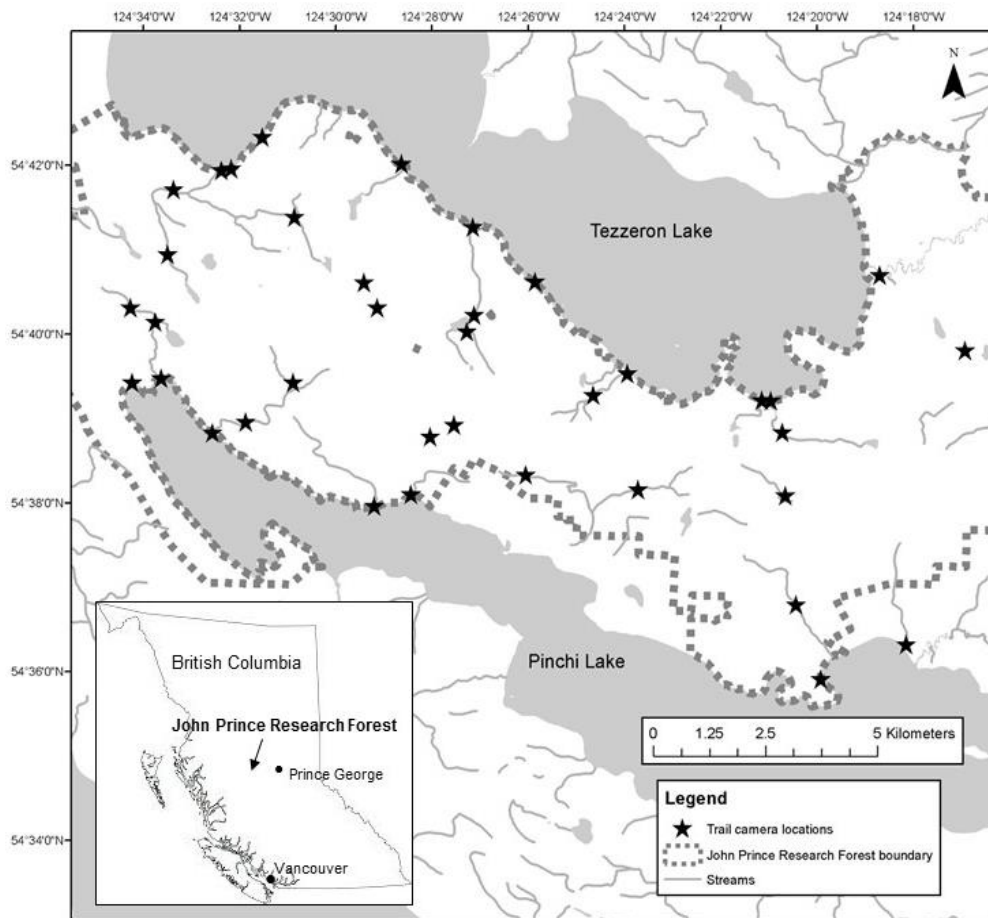 124°34'0"W 124°32'0"W 124°30'0"W 124°28'0"W 124°26'0"W 124°24'0"W 124°22'0"W 124°20'0"W 124°18'0"W
N
54°42'0"N
Tezzeron Lake
54°40'0"N
54°38'0"N
54°36'0"N
Pinchi Lake
British Columbia
John Prince Research Forest
Prince George
Vancouver
0 1.25 2.5 5 Kilometers
Legend
Trail camera locations
John Prince Research Forest boundary
Streams
54°34'0"N